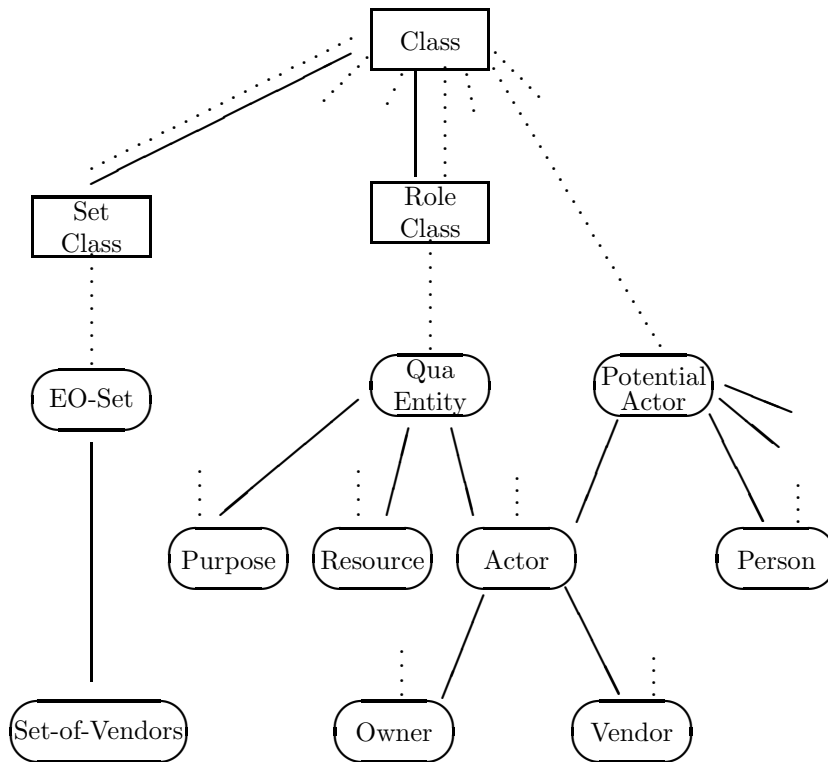 Class
Set
Class
Role
Class
EO-Set
Qua
Entity
Potential
Actor
Purpose
Resource
Actor
Person
Set-of-Vendors
Owner
Vendor